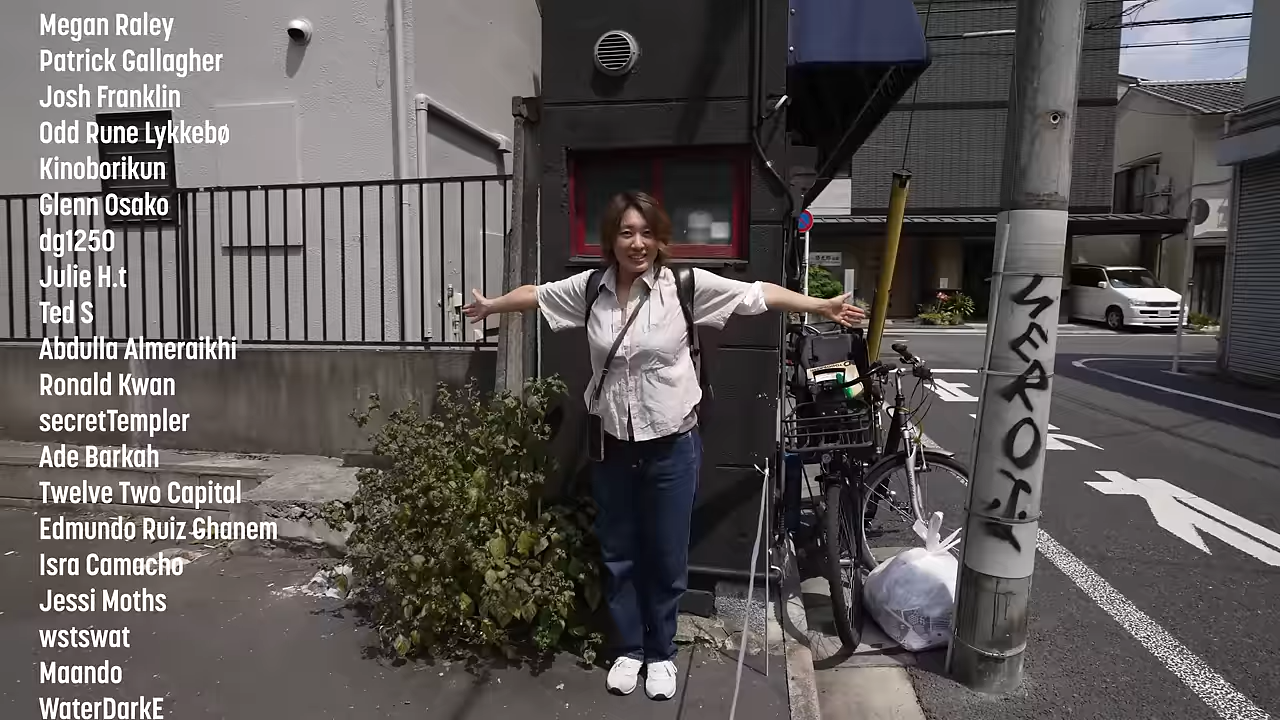 Megan Raley
Patrick Gallagher
Josh Franklin
Odd Rune Lykkebø
Kinoborikun
Glenn Osako
dg1250
Julie H.t
Ted S
Abdulla Almeraikhi
Ronald Kwan
secretTempler
Ade Barkah
Twelve Two Capital
Edmundo Ruiz Ghanem
Isra Camacho
Jessi Moths
wstswat
Maando
WaterDarkE